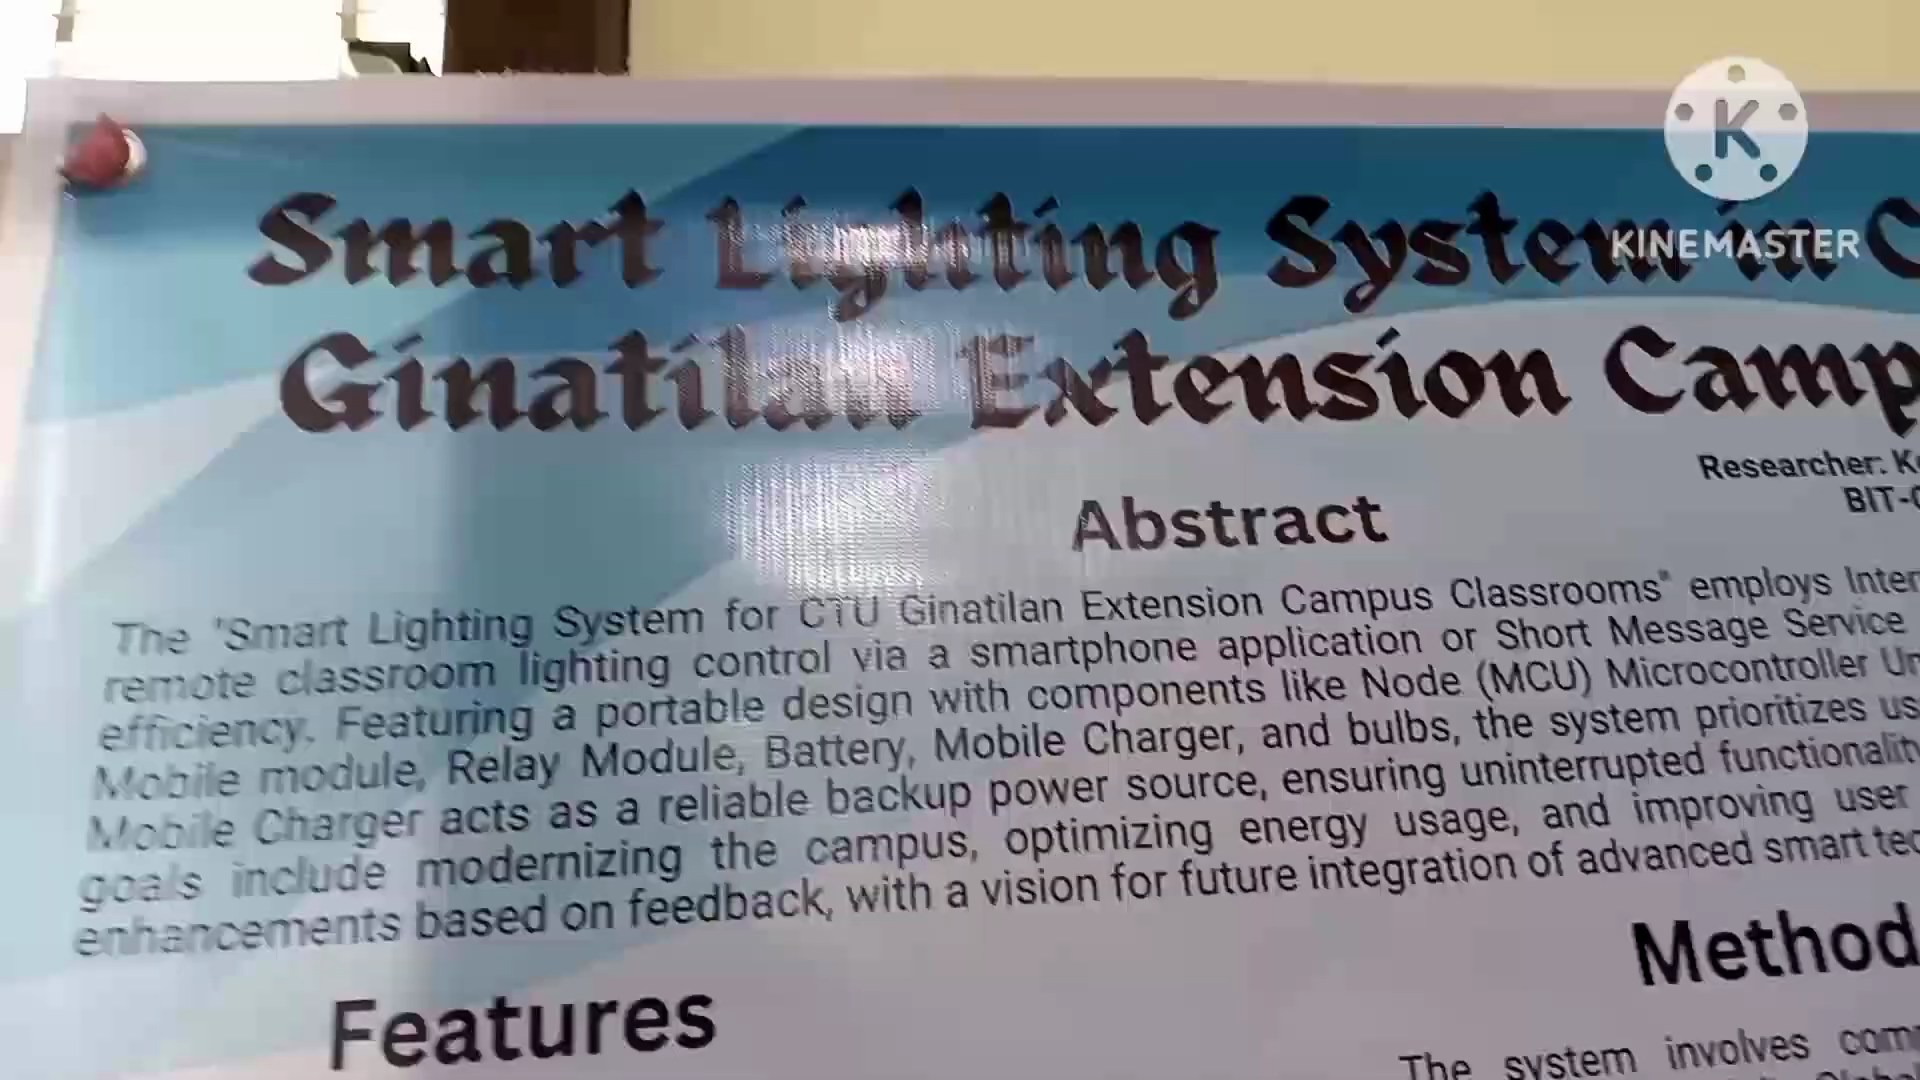 Smart Lighting System in C
Ginatilan Extension Camp
KINEMASTER
Researcher: K
BIT-
Abstract
The "Smart Lighting System for CTU Ginatilan Extension Campus Classrooms" employs Inter
remote classroom lighting control via a smartphone application or Short Message Service
efficiency. Featuring a portable design with components like Node (MCU) Microcontroller Un
Mobile module, Relay Module, Battery, Mobile Charger, and bulbs, the system prioritizes us
Mobile Charger acts as a reliable backup power source, ensuring uninterrupted functionality
goals include modernizing the campus, optimizing energy usage, and improving user
enhancements based on feedback, with a vision for future integration of advanced smart tec
Method
Features
The system involves com